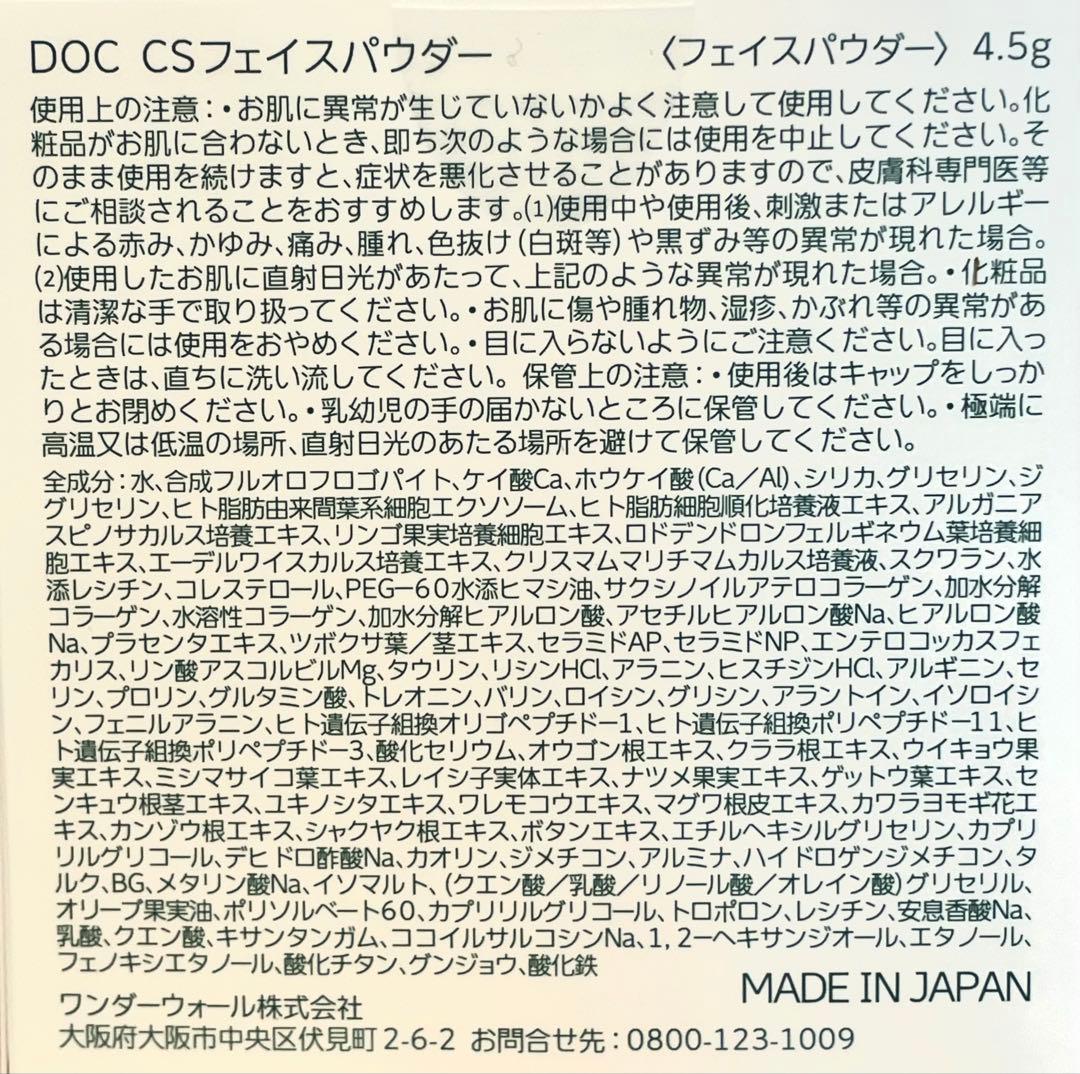 DOC CSフェイスパウダー 〈フェイスパウダー〉 4.5g
使用上の注意：・お肌に異常が生じていないかよく注意して使用してください。化
粧品がお肌に合わないとき、即ち次のような場合には使用を中止してください。そ
のまま使用を続けますと、症状を悪化させることがありますので、皮膚科専門医等
にご相談されることをおすすめします。(1)使用中や使用後、刺激またはアレルギー
による赤み、かゆみ、痛み、腫れ、色抜け(白斑等)や黒ずみ等の異常が現れた場合。
(2)使用したお肌に直射日光があたって、上記のような異常が現れた場合。・化粧品
は清潔な手で取り扱ってください。・お肌に傷や腫れ物、湿疹、かぶれ等の異常があ
る場合には使用をおやめください。・目に入らないようにご注意ください。目に入っ
たときは、直ちに洗い流してください。 保管上の注意：・使用後はキャップをしっか
りとお閉めください。・乳幼児の手の届かないところに保管してください。・極端に
高温又は低温の場所、直射日光のあたる場所を避けて保管してください。
全成分：水、合成フルオロフロゴパイト、ケイ酸Ca、ホウケイ酸(Ca／Al)、シリカ、グリセリン、ジ
グリセリン、ヒト脂肪由来間葉系細胞エクソソーム、ヒト脂肪細胞順化培養液エキス、アルガニア
スピノサカルス培養エキス、リンゴ果実培養細胞エキス、ロドデンドロンフェルギネウム葉培養細
胞エキス、エーデルワイスカルス培養エキス、クリスマムマリチマムカルス培養液、スクワラン、水
添レシチン、コレステロール、PEG−60水添ヒマシ油、サクシノイルアテロコラーゲン、加水分解
コラーゲン、水溶性コラーゲン、加水分解ヒアルロン酸、アセチルヒアルロン酸Na、ヒアルロン酸
Na、プラセンタエキス、ツボクサ葉／茎エキス、セラミドAP、セラミドNP、エンテロコッカスフェ
カリス、リン酸アスコルビルMg、タウリン、リシンHCl、アラニン、ヒスチジンHCl、アルギニン、セ
リン、プロリン、グルタミン酸、トレオニン、バリン、ロイシン、グリシン、アラントイン、イソロイシ
ン、フェニルアラニン、ヒト遺伝子組換オリゴペプチド−1、ヒト遺伝子組換ポリペプチド−11、ヒ
ト遺伝子組換ポリペプチド−3、酸化セリウム、オウゴン根エキス、クララ根エキス、ウイキョウ果
実エキス、ミシマサイコ葉エキス、レイシ子実体エキス、ナツメ果実エキス、ゲットウ葉エキス、セ
ンキュウ根茎エキス、ユキノシタエキス、ワレモコウエキス、マグワ根皮エキス、カワラヨモギ花エ
キス、カンゾウ根エキス、シャクヤク根エキス、ボタンエキス、エチルヘキシルグリセリン、カプリ
リルグリコール、デヒドロ酢酸Na、カオリン、ジメチコン、アルミナ、ハイドロゲンジメチコン、タ
ルク、BG、メタリン酸Na、イソマルト、(クエン酸／乳酸／リノール酸／オレイン酸)グリセリル、
オリーブ果実油、ポリソルベート60、カプリリルグリコール、トロポロン、レシチン、安息香酸Na、
乳酸、クエン酸、キサンタンガム、ココイルサルコシンNa、1, 2−ヘキサンジオール、エタノール、
フェノキシエタノール、酸化チタン、グンジョウ、酸化鉄
MADE IN JAPAN
ワンダーウォール株式会社
大阪府大阪市中央区伏見町2-6-2 お問合せ先：0800-123-1009